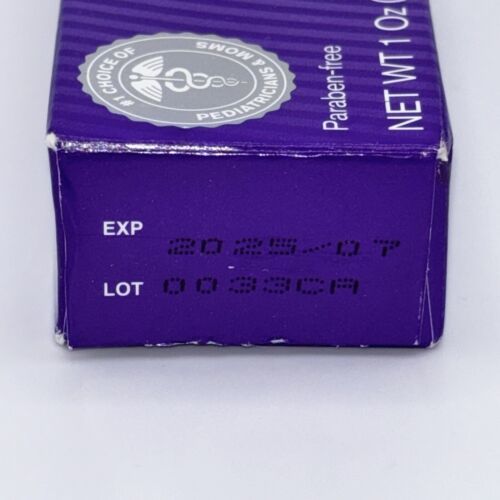 #1 CHOICE OF
PEDIATRICIANS & MOMS
Paraben-free
NET WT 1 Oz (
EXP 2025/07
LOT 0033CA